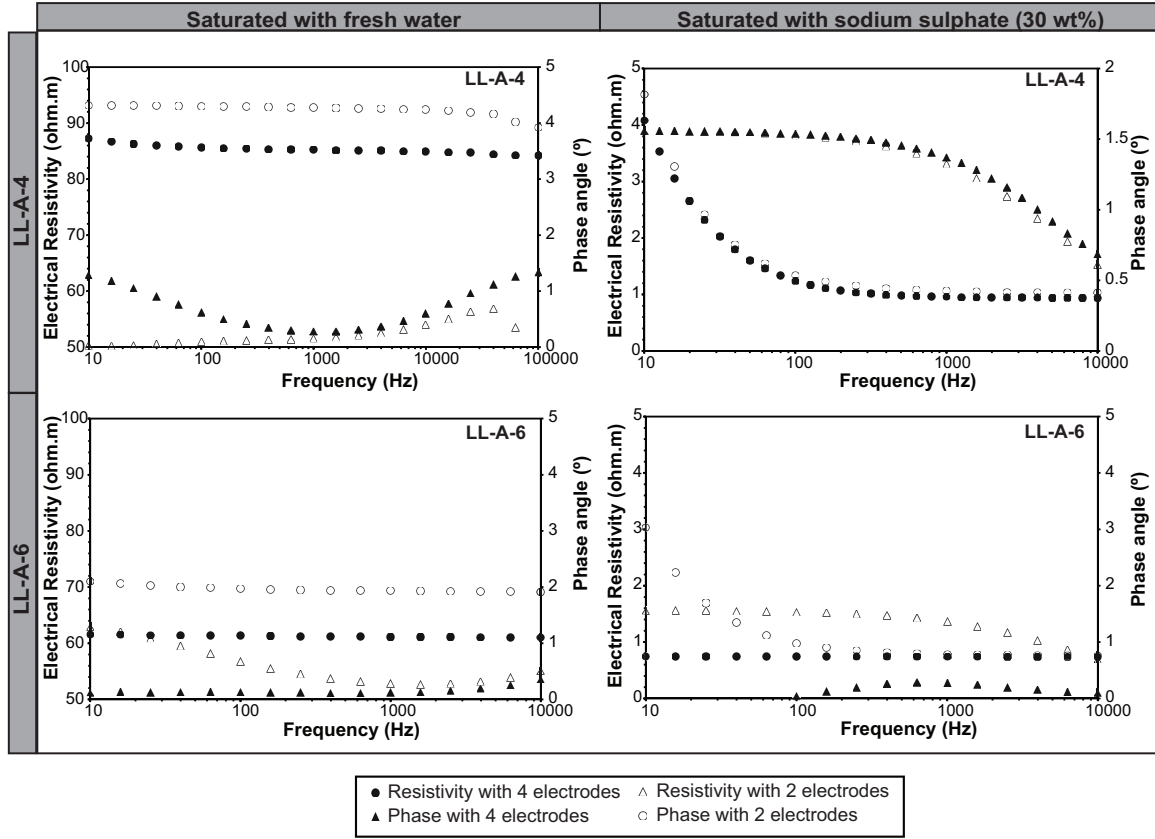 Saturated with fresh water
Saturated with sodium sulphate (30 wt%)
LL-A-4
LL-A-4
Electrical Resistivity (ohm.m)
100
90
80
70
60
50
5
4
3
2
1
0
Phase angle (º)
10
100
1000
10000
100000
Frequency (Hz)
LL-A-4
Electrical Resistivity (ohm.m)
5
4
3
2
1
0
2
1.5
1
0.5
0
Phase angle (º)
10
100
1000
10000
Frequency (Hz)
LL-A-6
LL-A-6
Electrical Resistivity (ohm.m)
100
90
80
70
60
50
5
4
3
2
1
0
Phase angle (º)
10
100
1000
10000
Frequency (Hz)
LL-A-6
Electrical Resistivity (ohm.m)
5
4
3
2
1
0
5
4
3
2
1
0
Phase angle (º)
10
100
1000
10000
Frequency (Hz)
Resistivity with 4 electrodes
Resistivity with 2 electrodes
Phase with 4 electrodes
Phase with 2 electrodes